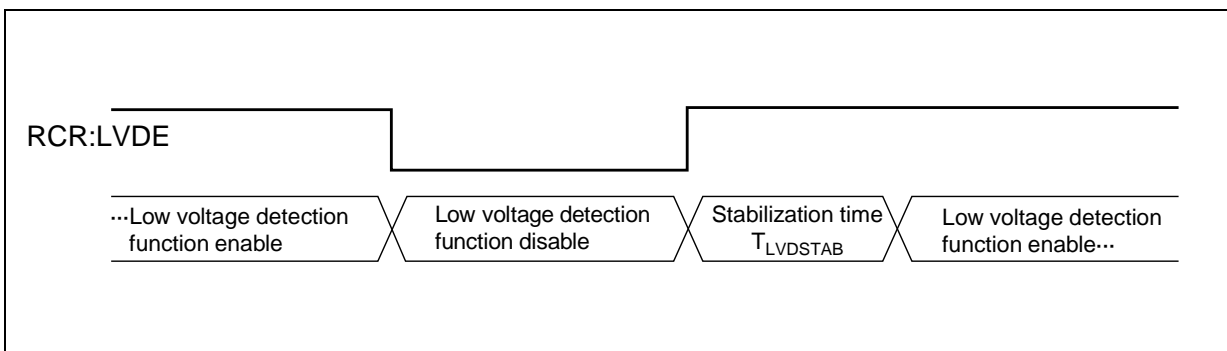 RCR:LVDE
···Low voltage detection
function enable
Low voltage detection
function disable
Stabilization time
TLVDSTAB
Low voltage detection
function enable···